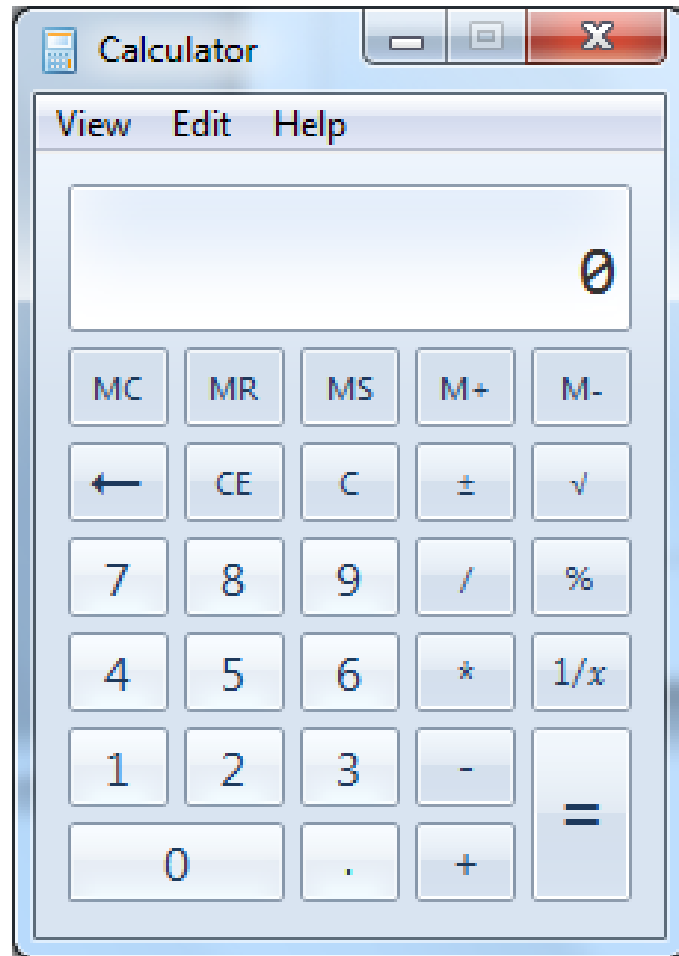 Calculator
View Edit Help
0
MC MR MS M+ M-
← CE C ± √
7 8 9 / %
4 5 6 * 1/x
1 2 3 - =
0 . +